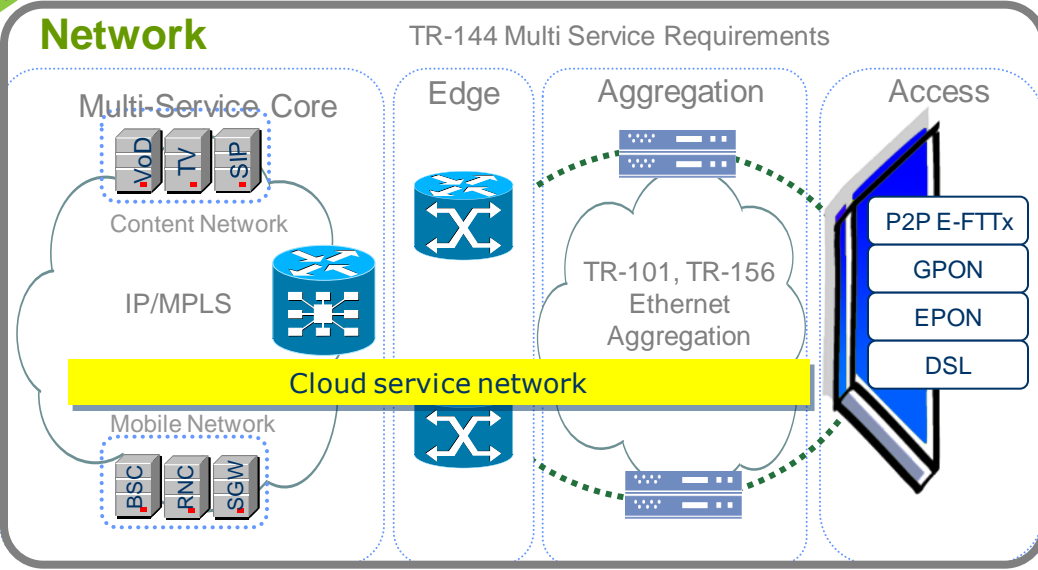 Network
TR-144 Multi Service Requirements
Multi-Service Core
Edge
Aggregation
Access
VoD
TV
SIP
Content Network
IP/MPLS
TR-101, TR-156
Ethernet
Aggregation
P2P E-FTTx
GPON
EPON
DSL
Cloud service network
Mobile Network
BSC
RNC
SGW